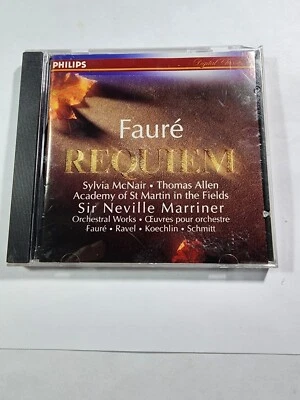 PHILIPS
Digital
Fauré
REQUIEM
Sylvia McNair • Thomas Allen
Academy of St Martin in the Fields
Sir Neville Marriner
Orchestral Works • Œuvres pour orchestre
Fauré • Ravel • Koechlin • Schmitt